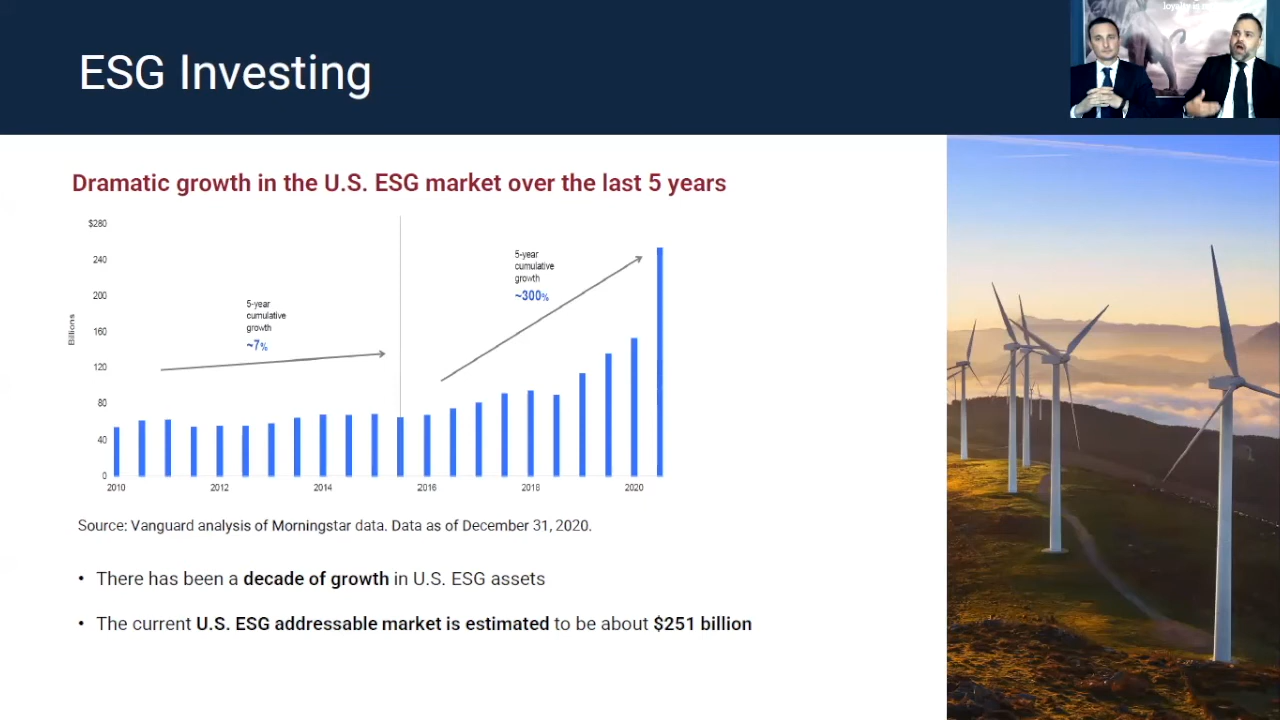 loyalty is
ESG Investing
Dramatic growth in the U.S. ESG market over the last 5 years
$280
240
200
160
120
80
40
0
Billions
5-year
cumulative
growth
~7%
5-year
cumulative
growth
~300%
2010
2012
2014
2016
2018
2020
Source: Vanguard analysis of Morningstar data. Data as of December 31, 2020.
• There has been a decade of growth in U.S. ESG assets
• The current U.S. ESG addressable market is estimated to be about $251 billion